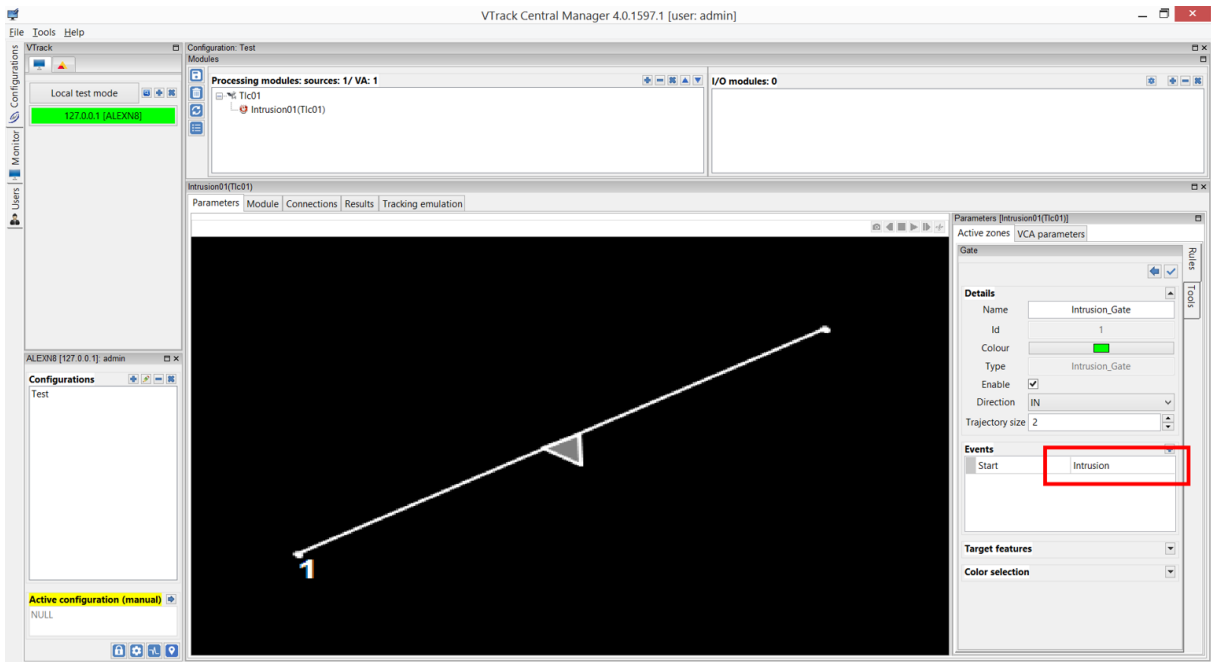 VTrack Central Manager 4.0.1597.1 [user: admin]
File Tools Help
Configurations
Monitor
Users
VTrack
Local test mode
127.0.0.1 [ALEXN8]
ALEXN8 [127.0.0.1]: admin
Configurations
Test
Active configuration (manual)
NULL
Configuration: Test
Modules
Processing modules: sources: 1/ VA: 1
Tlc01
Intrusion01(Tlc01)
I/O modules: 0
Intrusion01(Tlc01)
Parameters Module Connections Results Tracking emulation
1
Parameters [Intrusion01(Tlc01)]
Active zones VCA parameters
Rules
Tools
Gate
Details
Name Intrusion_Gate
Id 1
Colour
Type Intrusion_Gate
Enable
Direction IN
Trajectory size 2
Events
Start Intrusion
Target features
Color selection